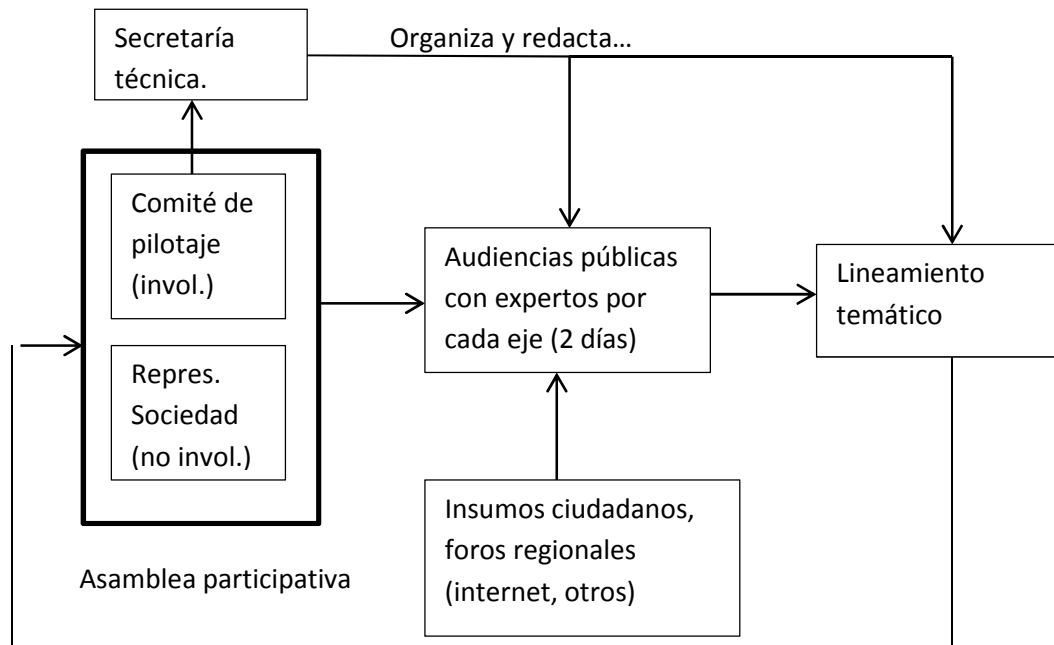 Secretaría
técnica.
Organiza y redacta…
Comité de
pilotaje
(invol.)
Repres.
Sociedad
(no invol.)
Asamblea participativa
Audiencias públicas
con expertos por
cada eje (2 días)
Insumos ciudadanos,
foros regionales
(internet, otros)
Lineamiento
temático